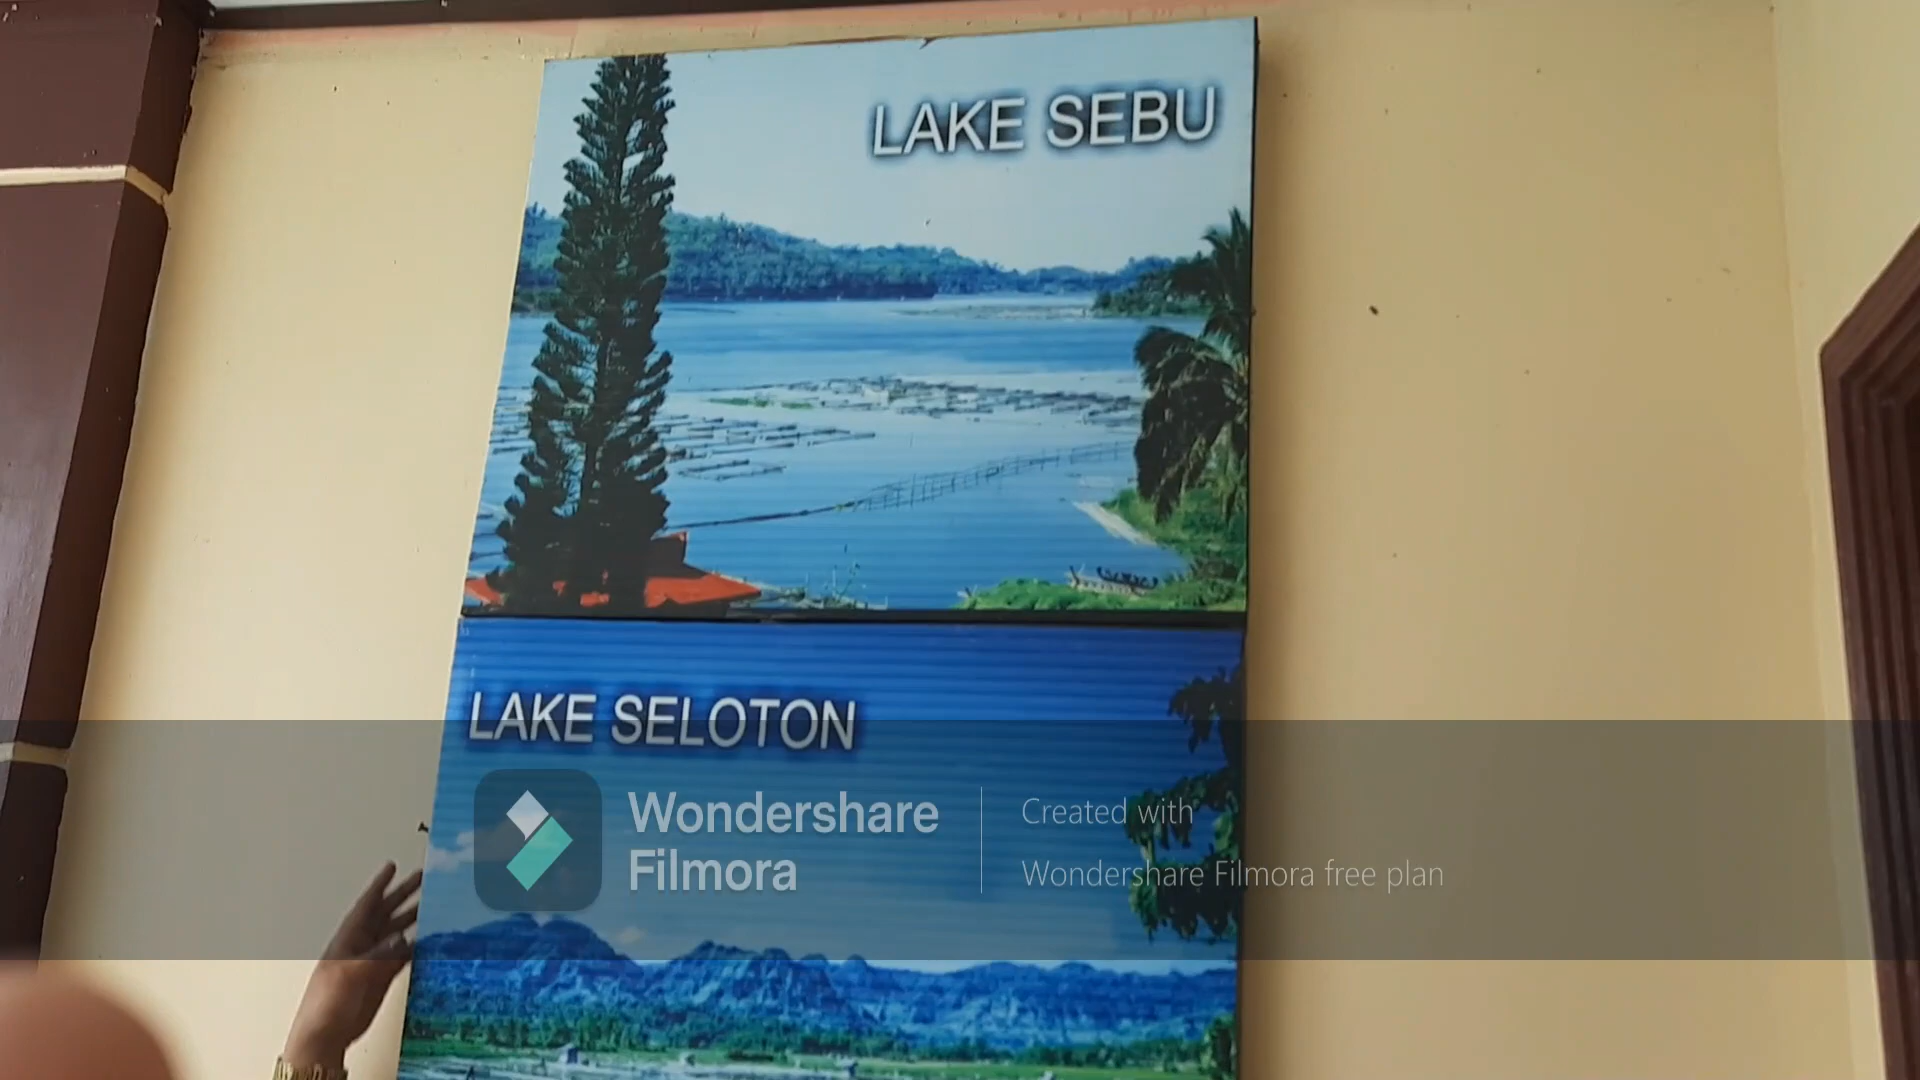 LAKE SEBU
LAKE SELOTON
Wondershare
Filmora
Created with
Wondershare Filmora free plan